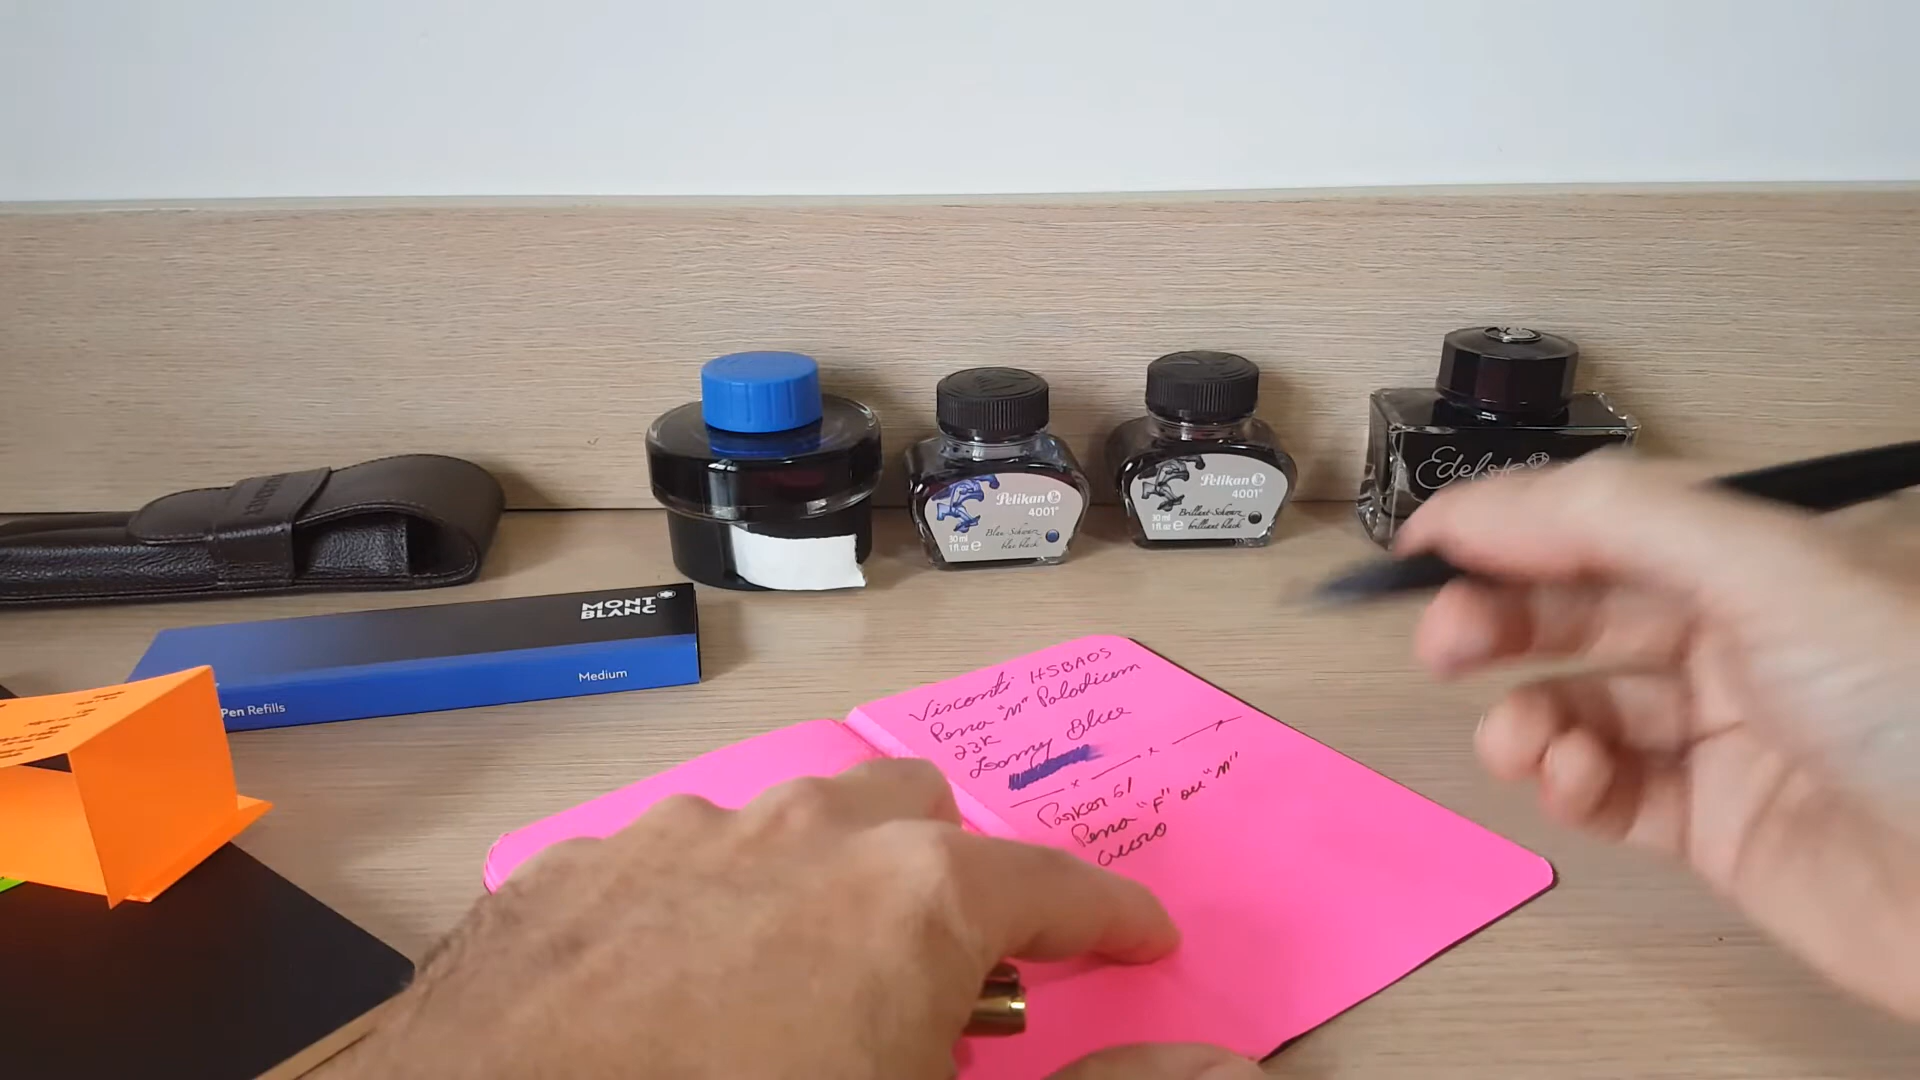 MONT
BLANC
Medium
Pen Refills
Pelikan
4001®
Blau-Schwarz
blue black
30 ml
1 fl oz e
Pelikan
4001®
Brillant-Schwarz
brilliant black
30 ml
1 fl oz e
Edelste
Visconti HSBAOS
Pena "M" Paladium
23K
Lamy Blue
x x
Parker 51
Pena "F" ou "M"
ouro